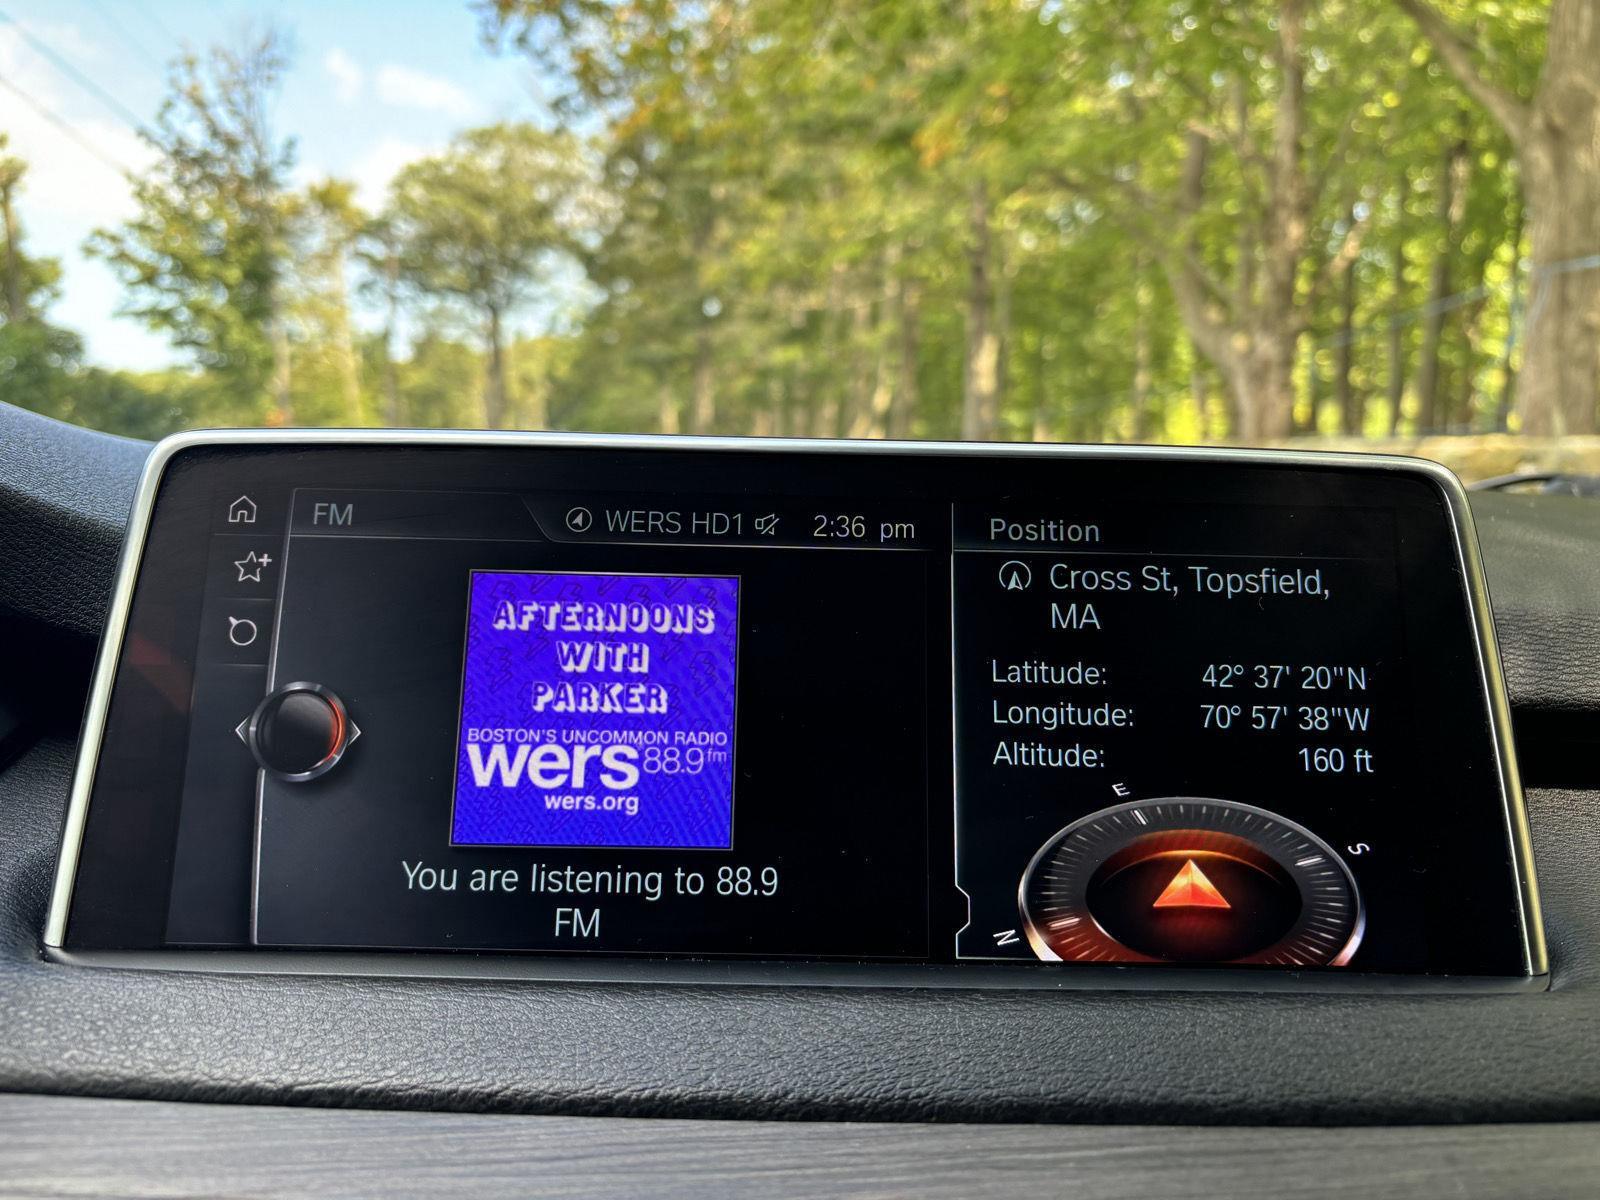 FM
WERS HD1
2:36 pm
AFTERNOONS
WITH
PARKER
BOSTON'S UNCOMMON RADIO
wers 88.9 fm
wers.org
You are listening to 88.9
FM
Position
Cross St, Topsfield,
MA
Latitude: 42° 37' 20"N
Longitude: 70° 57' 38"W
Altitude: 160 ft
E
S
N